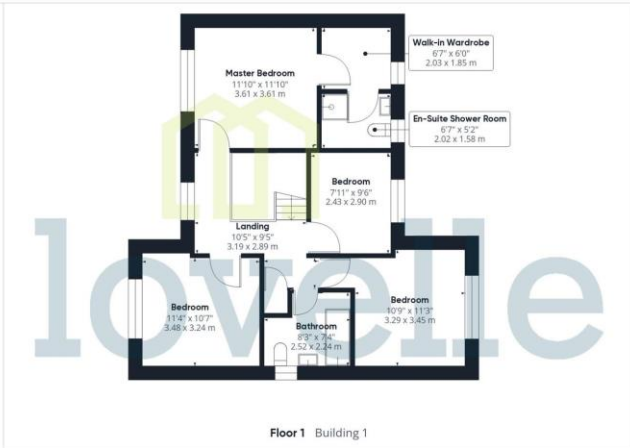 Walk-in Wardrobe
6'7" x 6'0"
2.03 x 1.85 m
Master Bedroom
11'10" x 11'10"
3.61 x 3.61 m
En-Suite Shower Room
6'7" x 5'2"
2.02 x 1.58 m
Bedroom
7'11" x 9'6"
2.43 x 2.90 m
Landing
10'5" x 9'5"
3.19 x 2.89 m
lovelle
Bedroom
11'4" x 10'7"
3.48 x 3.24 m
Bedroom
10'9" x 11'3"
3.29 x 3.45 m
Bathroom
8'3" x 7'4"
2.52 x 2.24 m
Floor 1 Building 1